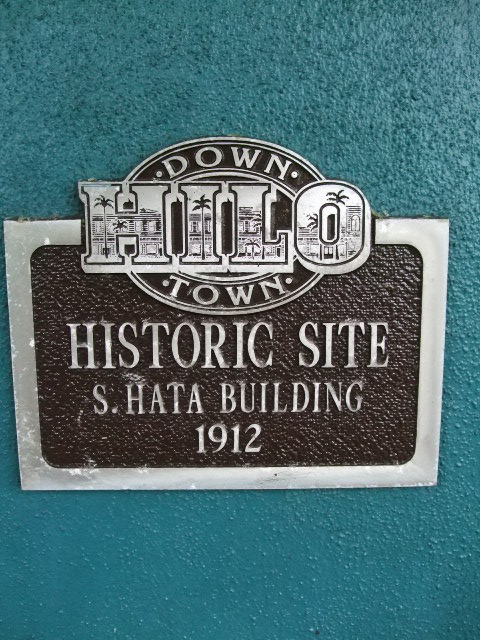 DOWN
HILO
TOWN
HISTORIC SITE
S. HATA BUILDING
1912